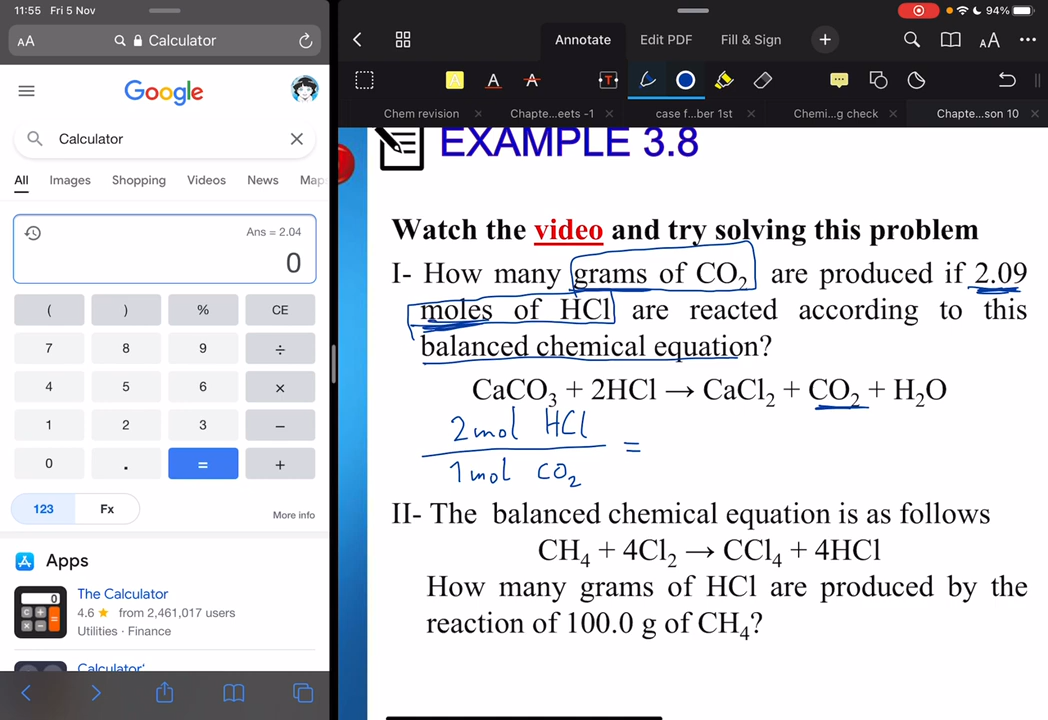 11:55 Fri 5 Nov
94%
AA Calculator
Google
Calculator
All Images Shopping Videos News Map
Ans = 2.04
0
( ) % CE
7 8 9 ÷
4 5 6 ×
1 2 3 −
0 . = +
123 Fx
More info
Apps
The Calculator
4.6 ★ from 2,461,017 users
Utilities · Finance
Calculator'
Annotate Edit PDF Fill & Sign +
AA
A A T
Chem revision × Chapte...eets -1 × case f...ber 1st × Chemi...g check × Chapte...son 10 ×
EXAMPLE 3.8
Watch the video and try solving this problem
I- How many grams of CO₂ are produced if 2.09
moles of HCl are reacted according to this
balanced chemical equation?
CaCO₃ + 2HCl → CaCl₂ + CO₂ + H₂O
2 mol HCl
=
1 mol CO₂
II- The balanced chemical equation is as follows
CH₄ + 4Cl₂ → CCl₄ + 4HCl
How many grams of HCl are produced by the
reaction of 100.0 g of CH₄?